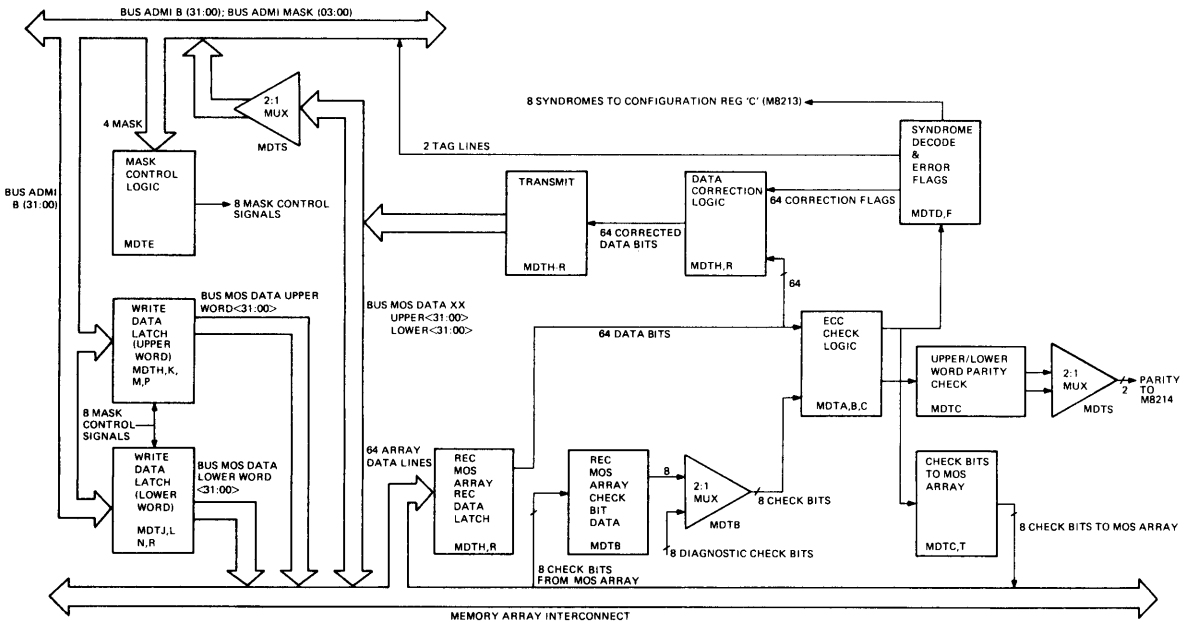 BUS ADMI B (31:00); BUS ADMI MASK (03:00)
4 MASK
BUS ADMI
B (31:00)
MASK
CONTROL
LOGIC
MDTE
8 MASK CONTROL
SIGNALS
2:1
MUX
MDTS
8 SYNDROMES TO CONFIGURATION REG 'C' (M8213)
2 TAG LINES
SYNDROME
DECODE
&
ERROR
FLAGS
MDTD,F
TRANSMIT
MDTH-R
64 CORRECTED
DATA BITS
DATA
CORRECTION
LOGIC
MDTH,R
64 CORRECTION FLAGS
64
WRITE
DATA
LATCH
(UPPER
WORD)
MDTH,K,
M,P
BUS MOS DATA UPPER
WORD<31:00>
BUS MOS DATA XX
UPPER<31:00>
LOWER<31:00>
64 DATA BITS
ECC
CHECK
LOGIC
MDTA,B,C
UPPER/LOWER
WORD PARITY
CHECK
MDTC
2:1
MUX
MDTS
2
PARITY
TO
M8214
8 MASK
CONTROL
SIGNALS
WRITE
DATA
LATCH
(LOWER
WORD)
MDTJ,L
N,R
BUS MOS DATA
LOWER WORD
<31:00>
64 ARRAY
DATA LINES
REC
MOS
ARRAY
REC
DATA
LATCH
MDTH,R
REC
MOS
ARRAY
CHECK
BIT
DATA
MDTB
8
2:1
MUX
MDTB
8 CHECK BITS
8 DIAGNOSTIC CHECK BITS
8 CHECK BITS
FROM MOS ARRAY
CHECK BITS
TO MOS
ARRAY
MDTC,T
8 CHECK BITS TO MOS ARRAY
MEMORY ARRAY INTERCONNECT